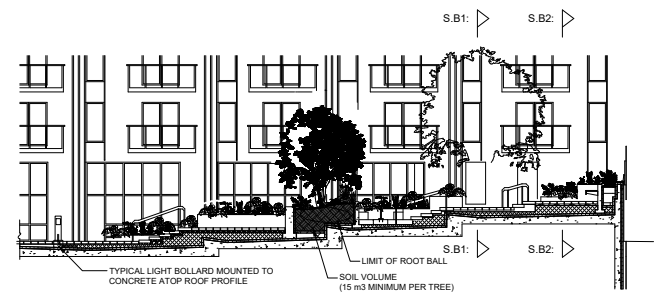 S.B1:
S.B2:
S.B1:
S.B2:
LIMIT OF ROOT BALL
TYPICAL LIGHT BOLLARD MOUNTED TO
CONCRETE ATOP ROOF PROFILE
SOIL VOLUME
(15 m3 MINIMUM PER TREE)